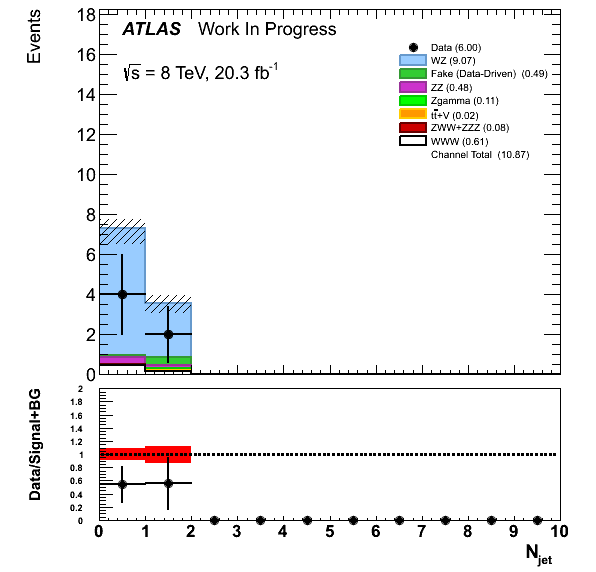 Events
18
16
14
12
10
8
6
4
2
0
ATLAS Work In Progress
√s = 8 TeV, 20.3 fb⁻¹
Data (6.00)
WZ (9.07)
Fake (Data-Driven) (0.49)
ZZ (0.48)
Zgamma (0.11)
tt̄+V (0.02)
ZWW+ZZZ (0.08)
WWW (0.61)
Channel Total (10.87)
Data/Signal+BG
2
1.8
1.6
1.4
1.2
1
0.8
0.6
0.4
0.2
0
0 1 2 3 4 5 6 7 8 9 10
N_jet